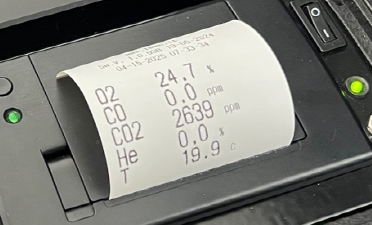 04-16-2025 07:33:34
O2 24.7 %
CO 0.0 ppm
CO2 2639 ppm
He 0.0 %
T 19.9 c